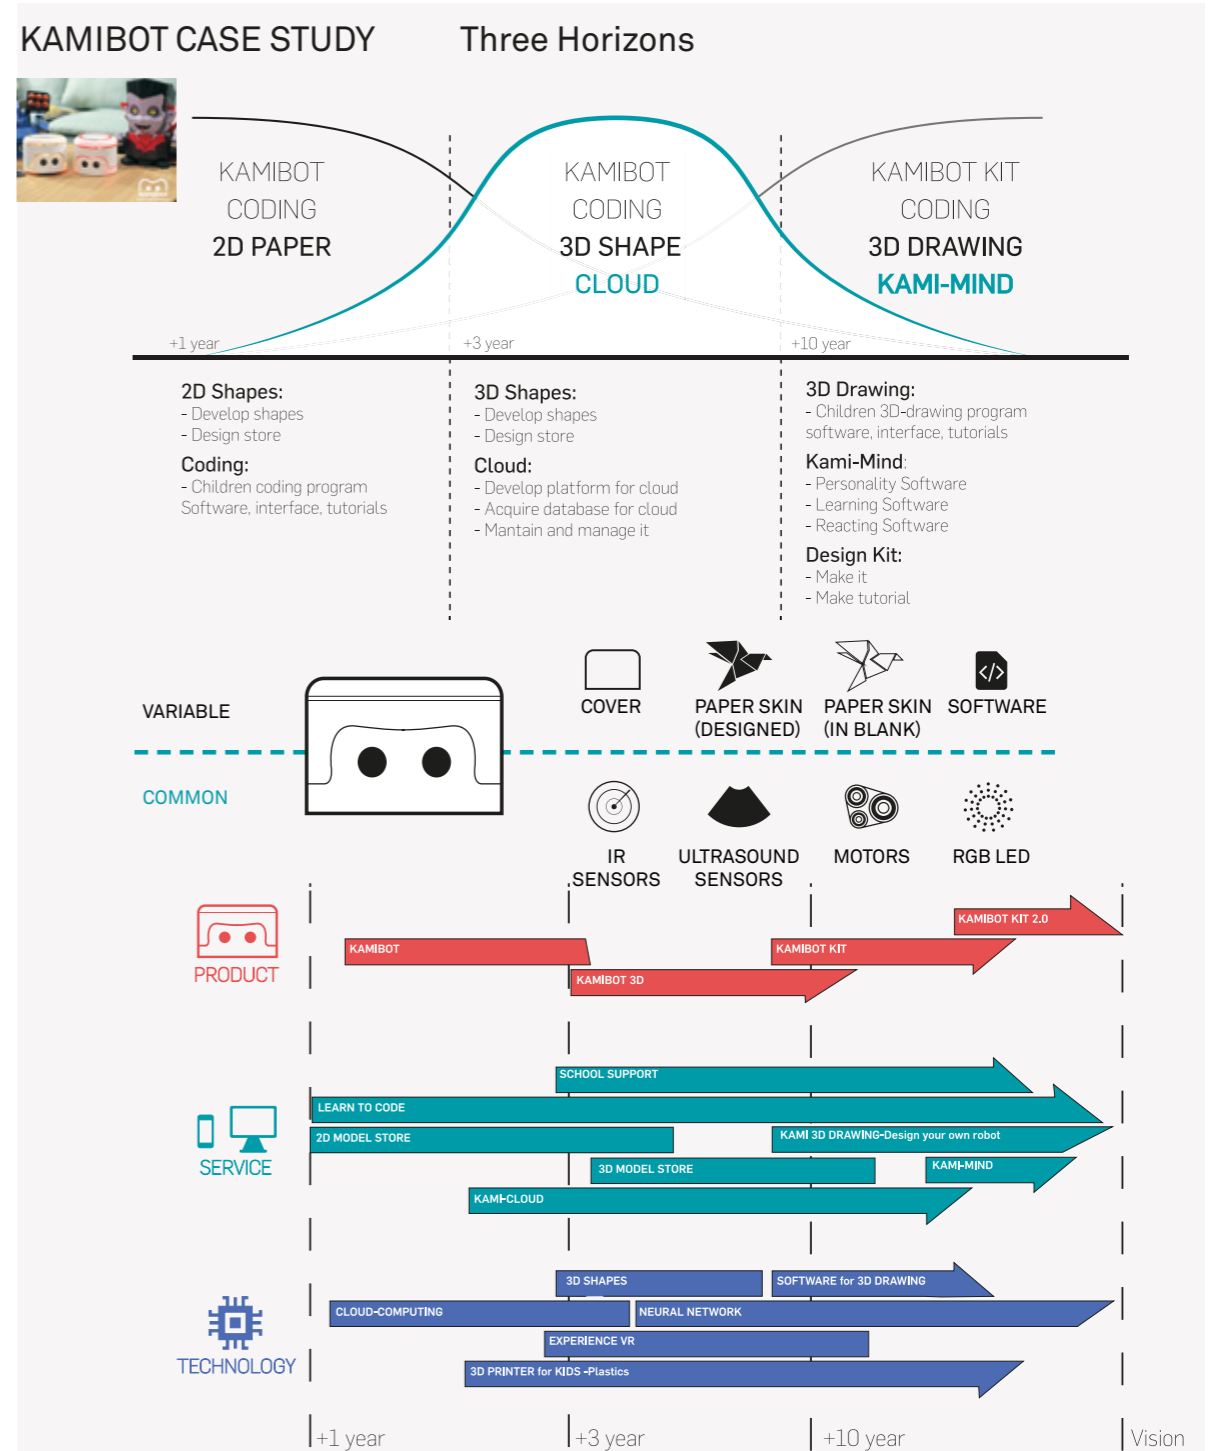 KAMIBOT CASE STUDY
Three Horizons
KAMIBOT
CODING
2D PAPER
KAMIBOT
CODING
3D SHAPE
CLOUD
KAMIBOT KIT
CODING
3D DRAWING
KAMI-MIND
+1 year
+3 year
+10 year
2D Shapes:
- Develop shapes
- Design store
Coding:
- Children coding program
Software, interface, tutorials
3D Shapes:
- Develop shapes
- Design store
Cloud:
- Develop platform for cloud
- Acquire database for cloud
- Mantain and manage it
3D Drawing:
- Children 3D-drawing program
software, interface, tutorials
Kami-Mind:
- Personality Software
- Learning Software
- Reacting Software
Design Kit:
- Make it
- Make tutorial
VARIABLE
COVER
PAPER SKIN
(DESIGNED)
PAPER SKIN
(IN BLANK)
</>
SOFTWARE
COMMON
IR
SENSORS
ULTRASOUND
SENSORS
MOTORS
RGB LED
PRODUCT
KAMIBOT KIT 2.0
KAMIBOT
KAMIBOT KIT
KAMIBOT 3D
SERVICE
SCHOOL SUPPORT
LEARN TO CODE
2D MODEL STORE
KAMI 3D DRAWING-Design your own robot
3D MODEL STORE
KAMI-MIND
KAMI-CLOUD
TECHNOLOGY
3D SHAPES
SOFTWARE for 3D DRAWING
CLOUD-COMPUTING
NEURAL NETWORK
EXPERIENCE VR
3D PRINTER for KIDS -Plastics
+1 year
+3 year
+10 year
Vision